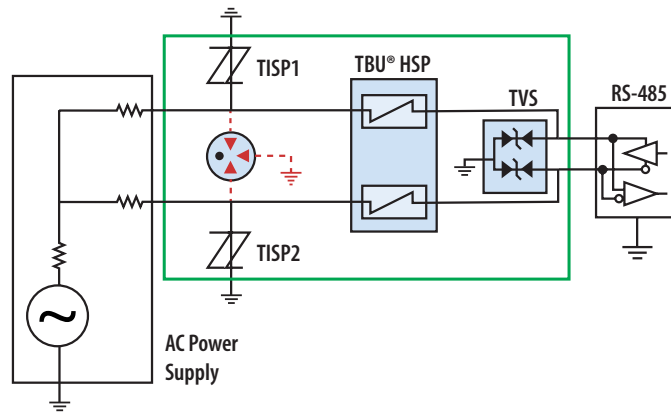 TISP1
TBU® HSP
TVS
RS-485
TISP2
AC Power
Supply